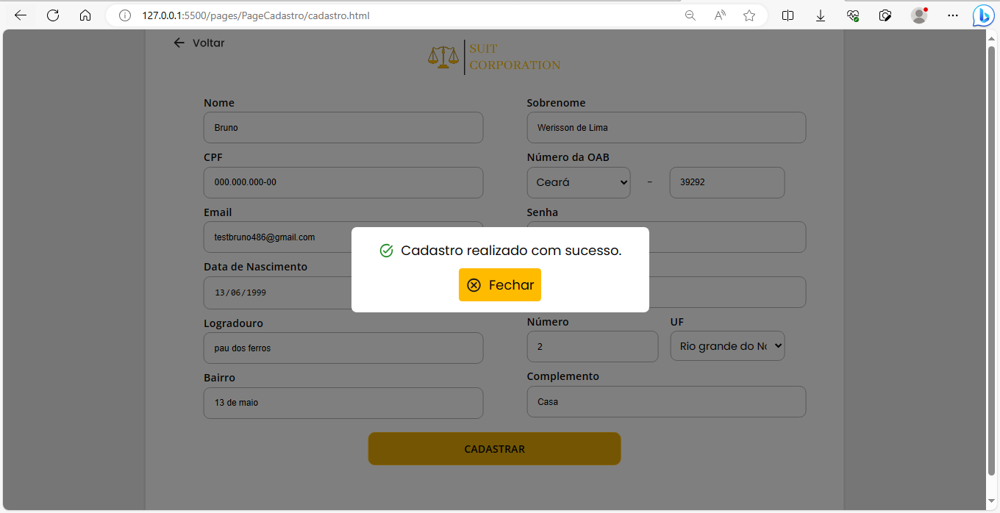 127.0.0.1:5500/pages/PageCadastro/cadastro.html
Voltar
SUIT
CORPORATION
Nome
Sobrenome
Bruno
Werisson de Lima
CPF
Número da OAB
000.000.000-00
Ceará
-
39292
Email
Senha
testbruno486@gmail.com
Cadastro realizado com sucesso.
Data de Nascimento
Fechar
13/06/1999
Logradouro
Número
UF
pau dos ferros
2
Rio grande do
Bairro
Complemento
13 de maio
Casa
CADASTRAR